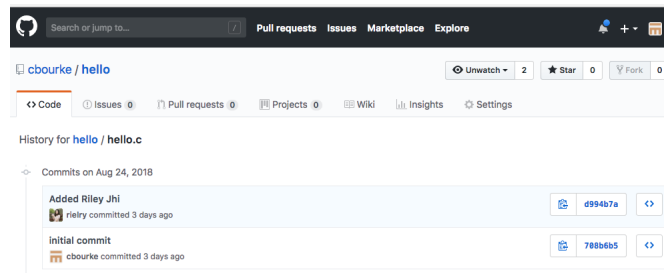 Search or jump to... / Pull requests Issues Marketplace Explore
cbourke / hello Unwatch 2 Star 0 Fork 0
Code Issues 0 Pull requests 0 Projects 0 Wiki Insights Settings
History for hello / hello.c
Commits on Aug 24, 2018
Added Riley Jhi d994b7a
rielry committed 3 days ago
initial commit 708b6b5
cbourke committed 3 days ago